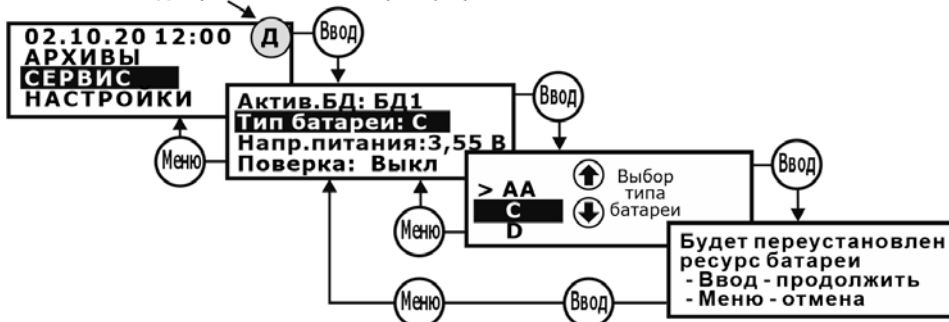 02.10.20 12:00
Д
Ввод
АРХИВЫ
СЕРВИС
НАСТРОЙКИ
Меню
Актив.БД: БД1
Тип батареи: С
Напр.питания:3,55 В
Поверка: Выкл
Ввод
Меню
> АА
С
D
Выбор
типа
батареи
Ввод
Будет переустановлен
ресурс батареи
- Ввод - продолжить
- Меню - отмена
Меню
Ввод